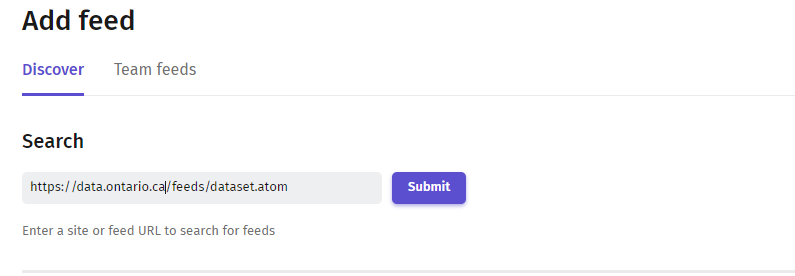 Add feed
Discover Team feeds
Search
https://data.ontario.ca/feeds/dataset.atom Submit
Enter a site or feed URL to search for feeds